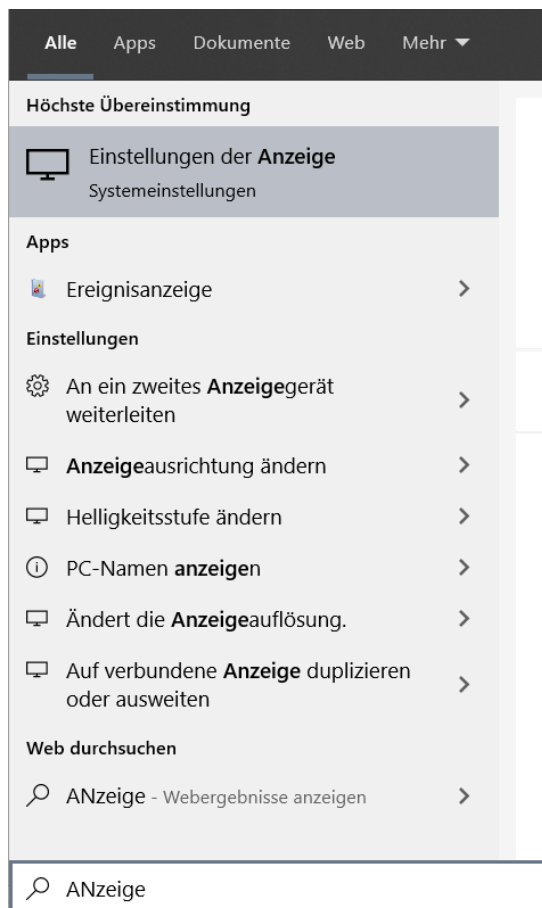 Alle Apps Dokumente Web Mehr
Höchste Übereinstimmung
Einstellungen der Anzeige
Systemeinstellungen
Apps
Ereignisanzeige
Einstellungen
An ein zweites Anzeigegerät
weiterleiten
Anzeigeausrichtung ändern
Helligkeitsstufe ändern
PC-Namen anzeigen
Ändert die Anzeigeauflösung.
Auf verbundene Anzeige duplizieren
oder ausweiten
Web durchsuchen
ANzeige - Webergebnisse anzeigen
ANzeige